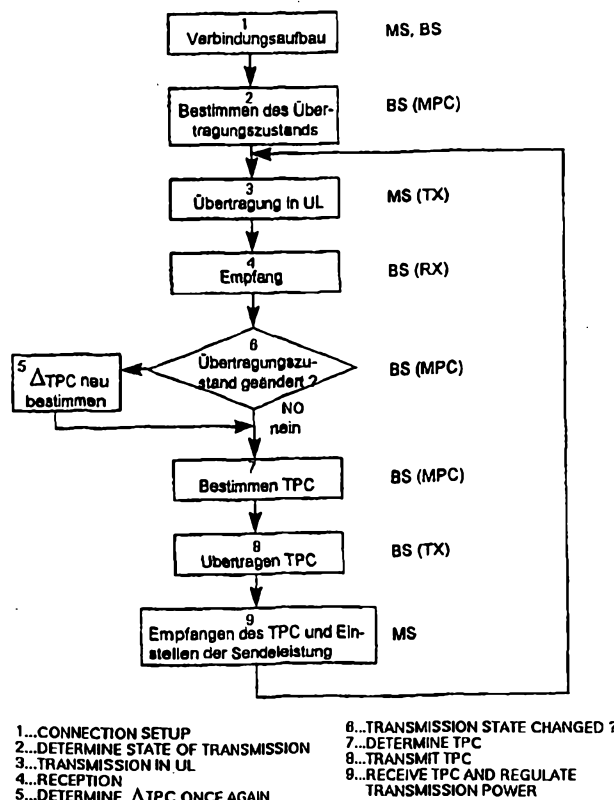 1
Verbindungsaufbau
MS, BS
2
Bestimmen des Über-
tragungszustands
BS (MPC)
3
Übertragung in UL
MS (TX)
4
Empfang
BS (RX)
6
Übertragungszu-
stand geändert ?
BS (MPC)
5
ΔTPC neu
bestimmen
NO
nein
7
Bestimmen TPC
BS (MPC)
8
Übertragen TPC
BS (TX)
9
Empfangen des TPC und Ein-
stellen der Sendeleistung
MS
1...CONNECTION SETUP
2...DETERMINE STATE OF TRANSMISSION
3...TRANSMISSION IN UL
4...RECEPTION
5...DETERMINE ΔTPC ONCE AGAIN
6...TRANSMISSION STATE CHANGED ?
7...DETERMINE TPC
8...TRANSMIT TPC
9...RECEIVE TPC AND REGULATE
TRANSMISSION POWER